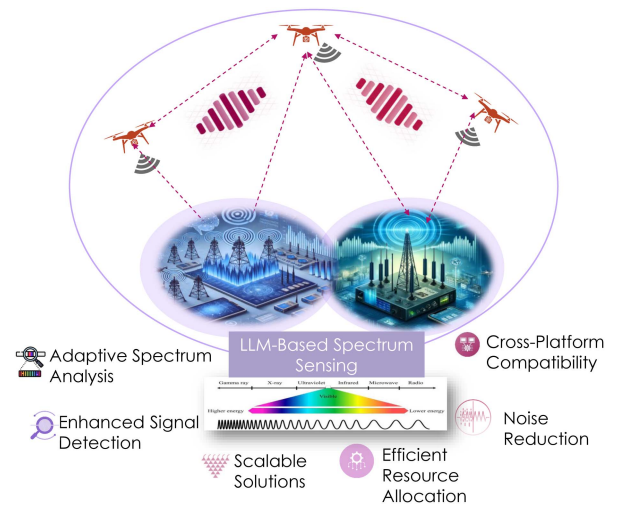 LLM-Based Spectrum
Sensing
Adaptive Spectrum
Analysis
Cross-Platform
Compatibility
Gamma ray X-ray Ultraviolet Infrared Microwave Radio
Visible
Higher energy Lower energy
Enhanced Signal
Detection
Noise
Reduction
Scalable
Solutions
Efficient
Resource
Allocation